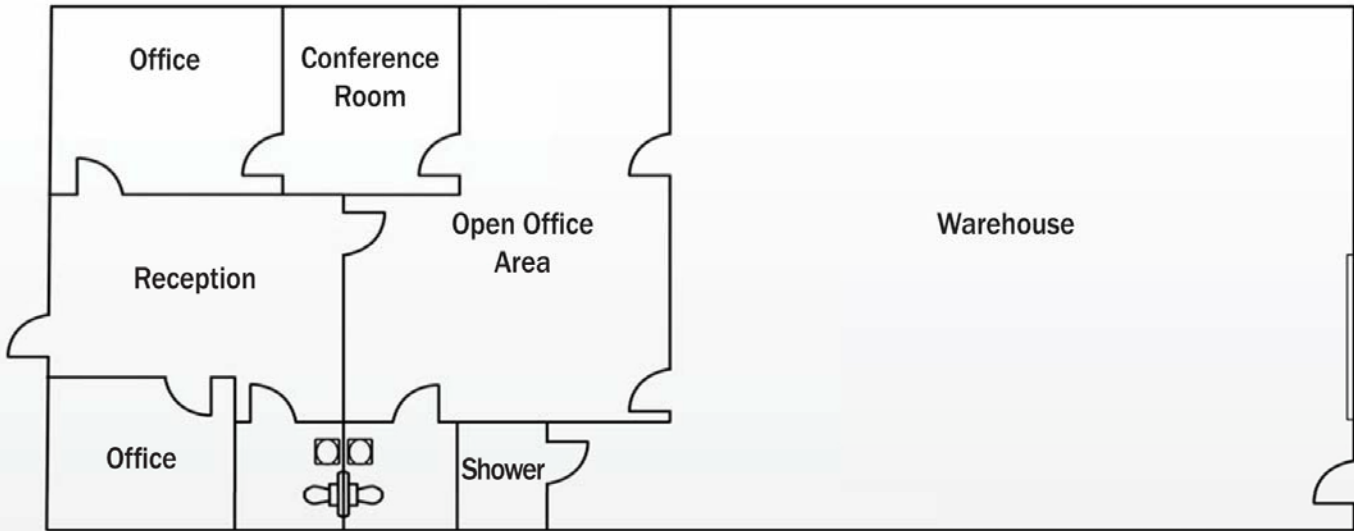 Office
Conference
Room
Open Office
Area
Warehouse
Reception
Office
Shower